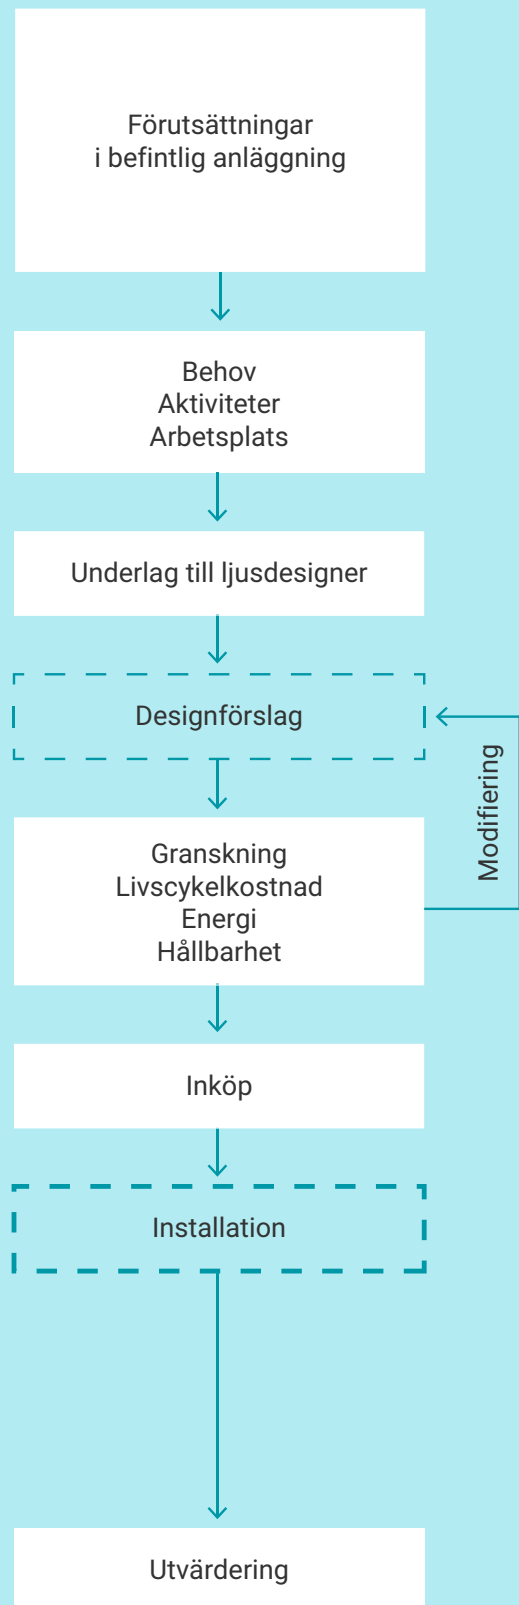 Förutsättningar
i befintlig anläggning
Behov
Aktiviteter
Arbetsplats
Underlag till ljusdesigner
Designförslag
Modifiering
Granskning
Livscykelkostnad
Energi
Hållbarhet
Inköp
Installation
Utvärdering